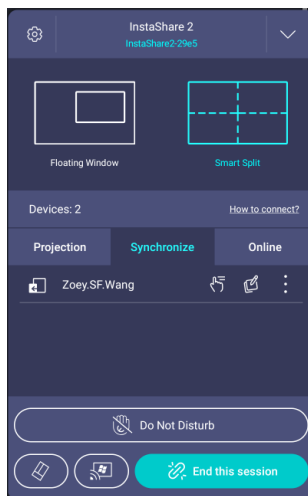 InstaShare 2
InstaShare2-29e5
Floating Window
Smart Split
Devices: 2
How to connect?
Projection
Synchronize
Online
Zoey.SF.Wang
Do Not Disturb
End this session